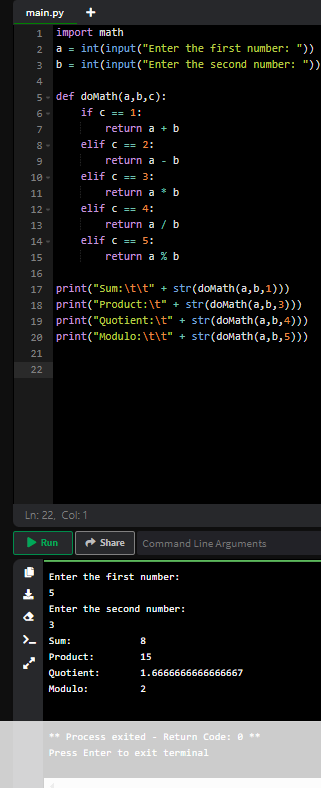 main.py +
1 import math
2 a = int(input("Enter the first number: "))
3 b = int(input("Enter the second number: "))
4
5 def doMath(a,b,c):
6     if c == 1:
7         return a + b
8     elif c == 2:
9         return a - b
10     elif c == 3:
11         return a * b
12     elif c == 4:
13         return a / b
14     elif c == 5:
15         return a % b
16
17 print("Sum:\t\t" + str(doMath(a,b,1)))
18 print("Product:\t" + str(doMath(a,b,3)))
19 print("Quotient:\t" + str(doMath(a,b,4)))
20 print("Modulo:\t\t" + str(doMath(a,b,5)))
21
22
Ln: 22, Col: 1
Run Share Command Line Arguments
Enter the first number:
5
Enter the second number:
3
Sum: 8
Product: 15
Quotient: 1.6666666666666667
Modulo: 2
** Process exited - Return Code: 0 **
Press Enter to exit terminal